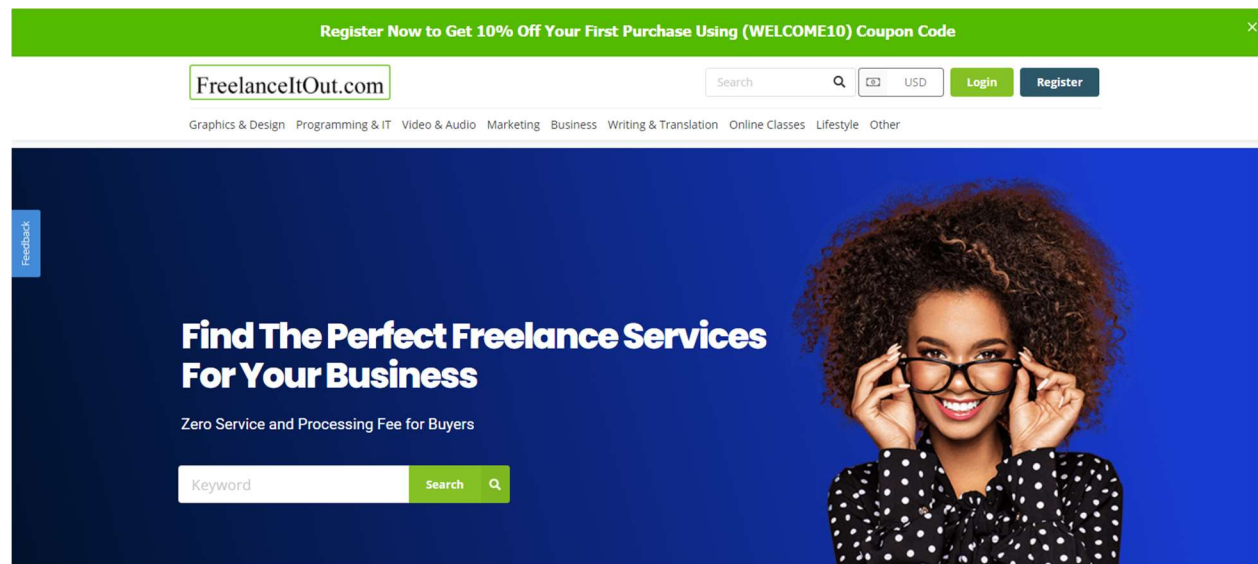 Register Now to Get 10% Off Your First Purchase Using (WELCOME10) Coupon Code
FreelanceItOut.com
Search
USD
Login
Register
Graphics & Design Programming & IT Video & Audio Marketing Business Writing & Translation Online Classes Lifestyle Other
Feedback
Find The Perfect Freelance Services
For Your Business
Zero Service and Processing Fee for Buyers
Keyword
Search